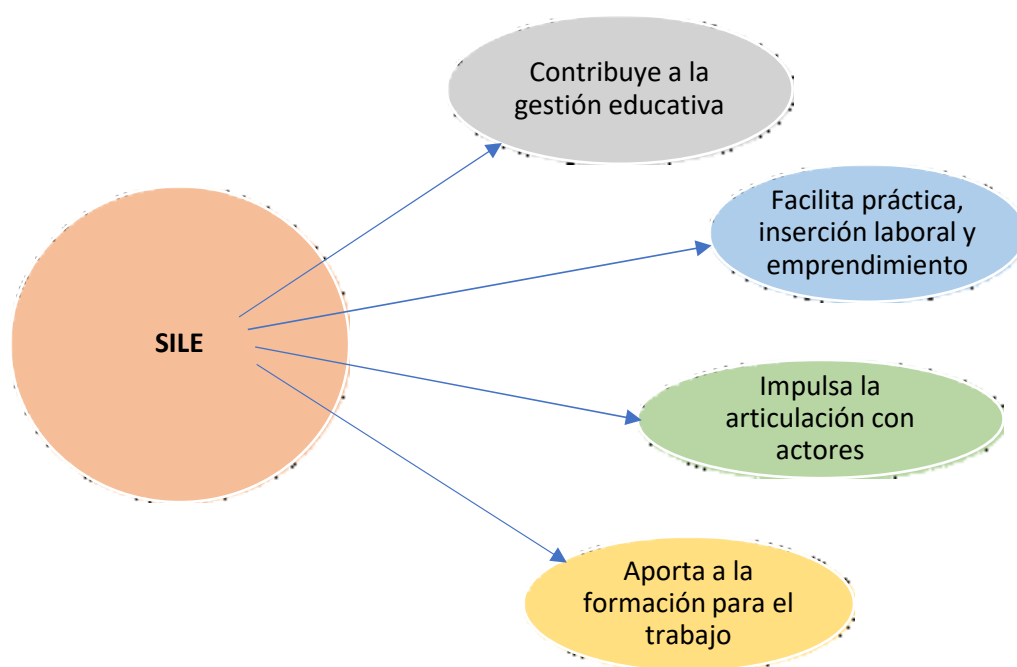 Contribuye a la
gestión educativa
Facilita práctica,
inserción laboral y
emprendimiento
SILE
Impulsa la
articulación con
actores
Aporta a la
formación para el
trabajo